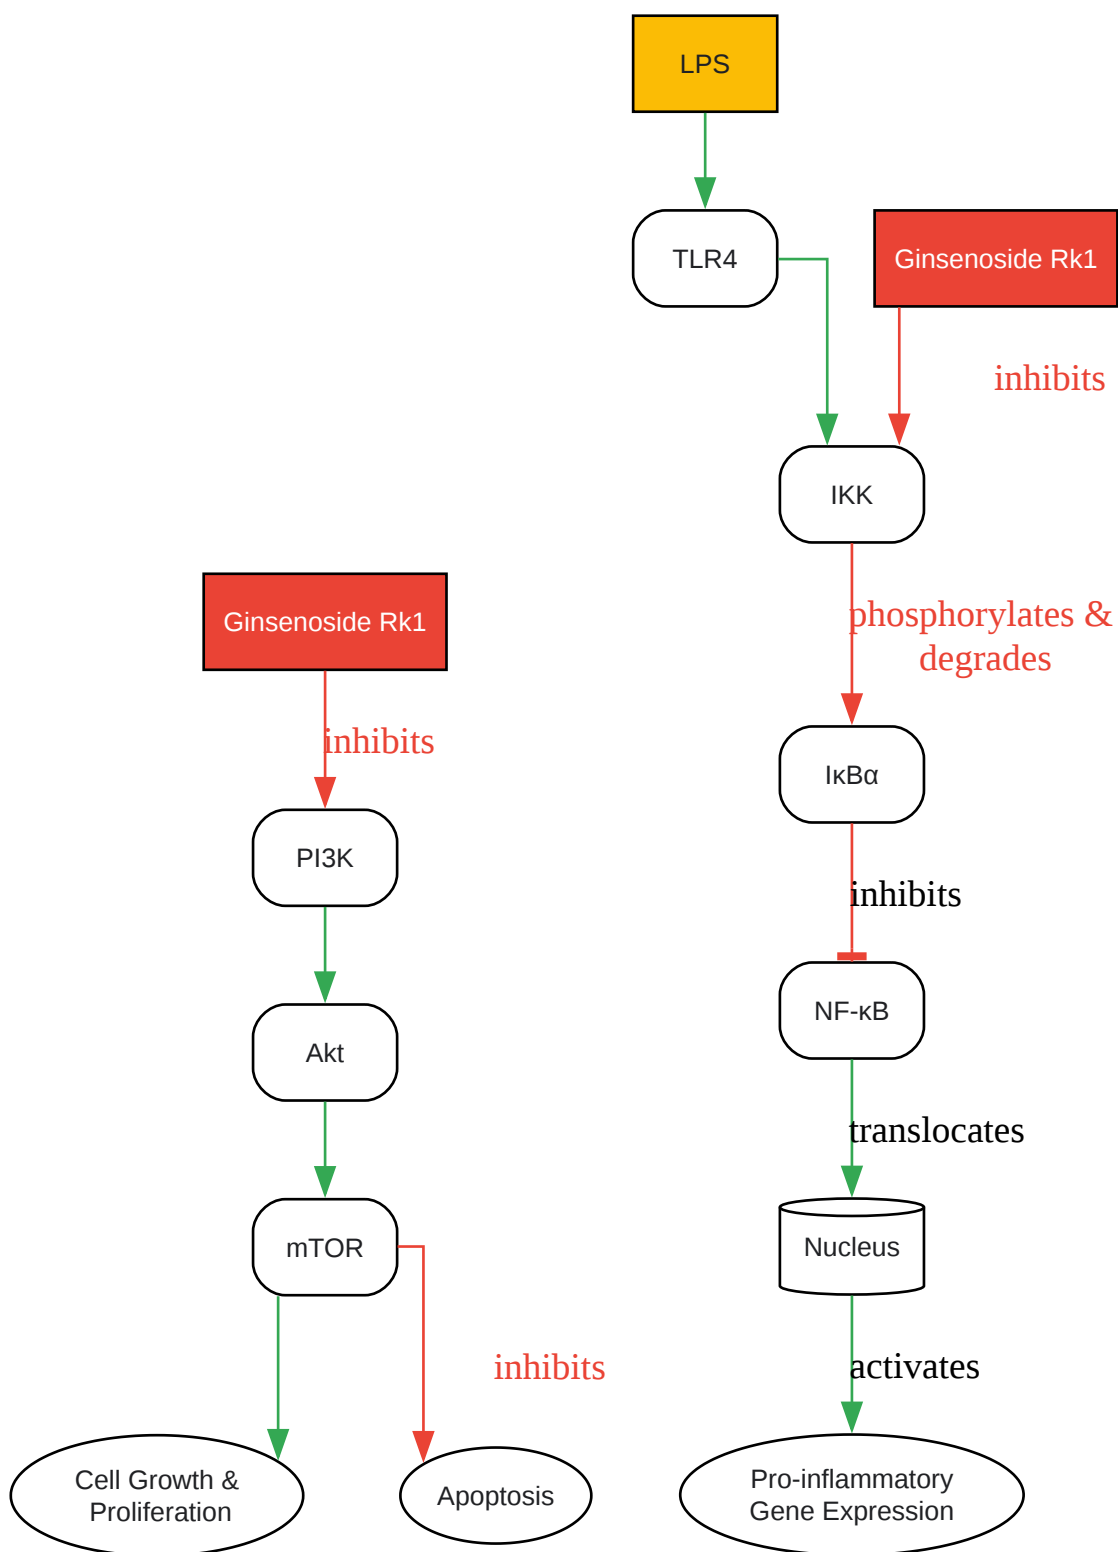 LPS
TLR4
Ginsenoside Rk1
inhibits
IKK
phosphorylates &
degrades
Ginsenoside Rk1
inhibits
IκBα
PI3K
inhibits
NF-κB
Akt
translocates
mTOR
Nucleus
inhibits
activates
Cell Growth &
Proliferation
Apoptosis
Pro-inflammatory
Gene Expression